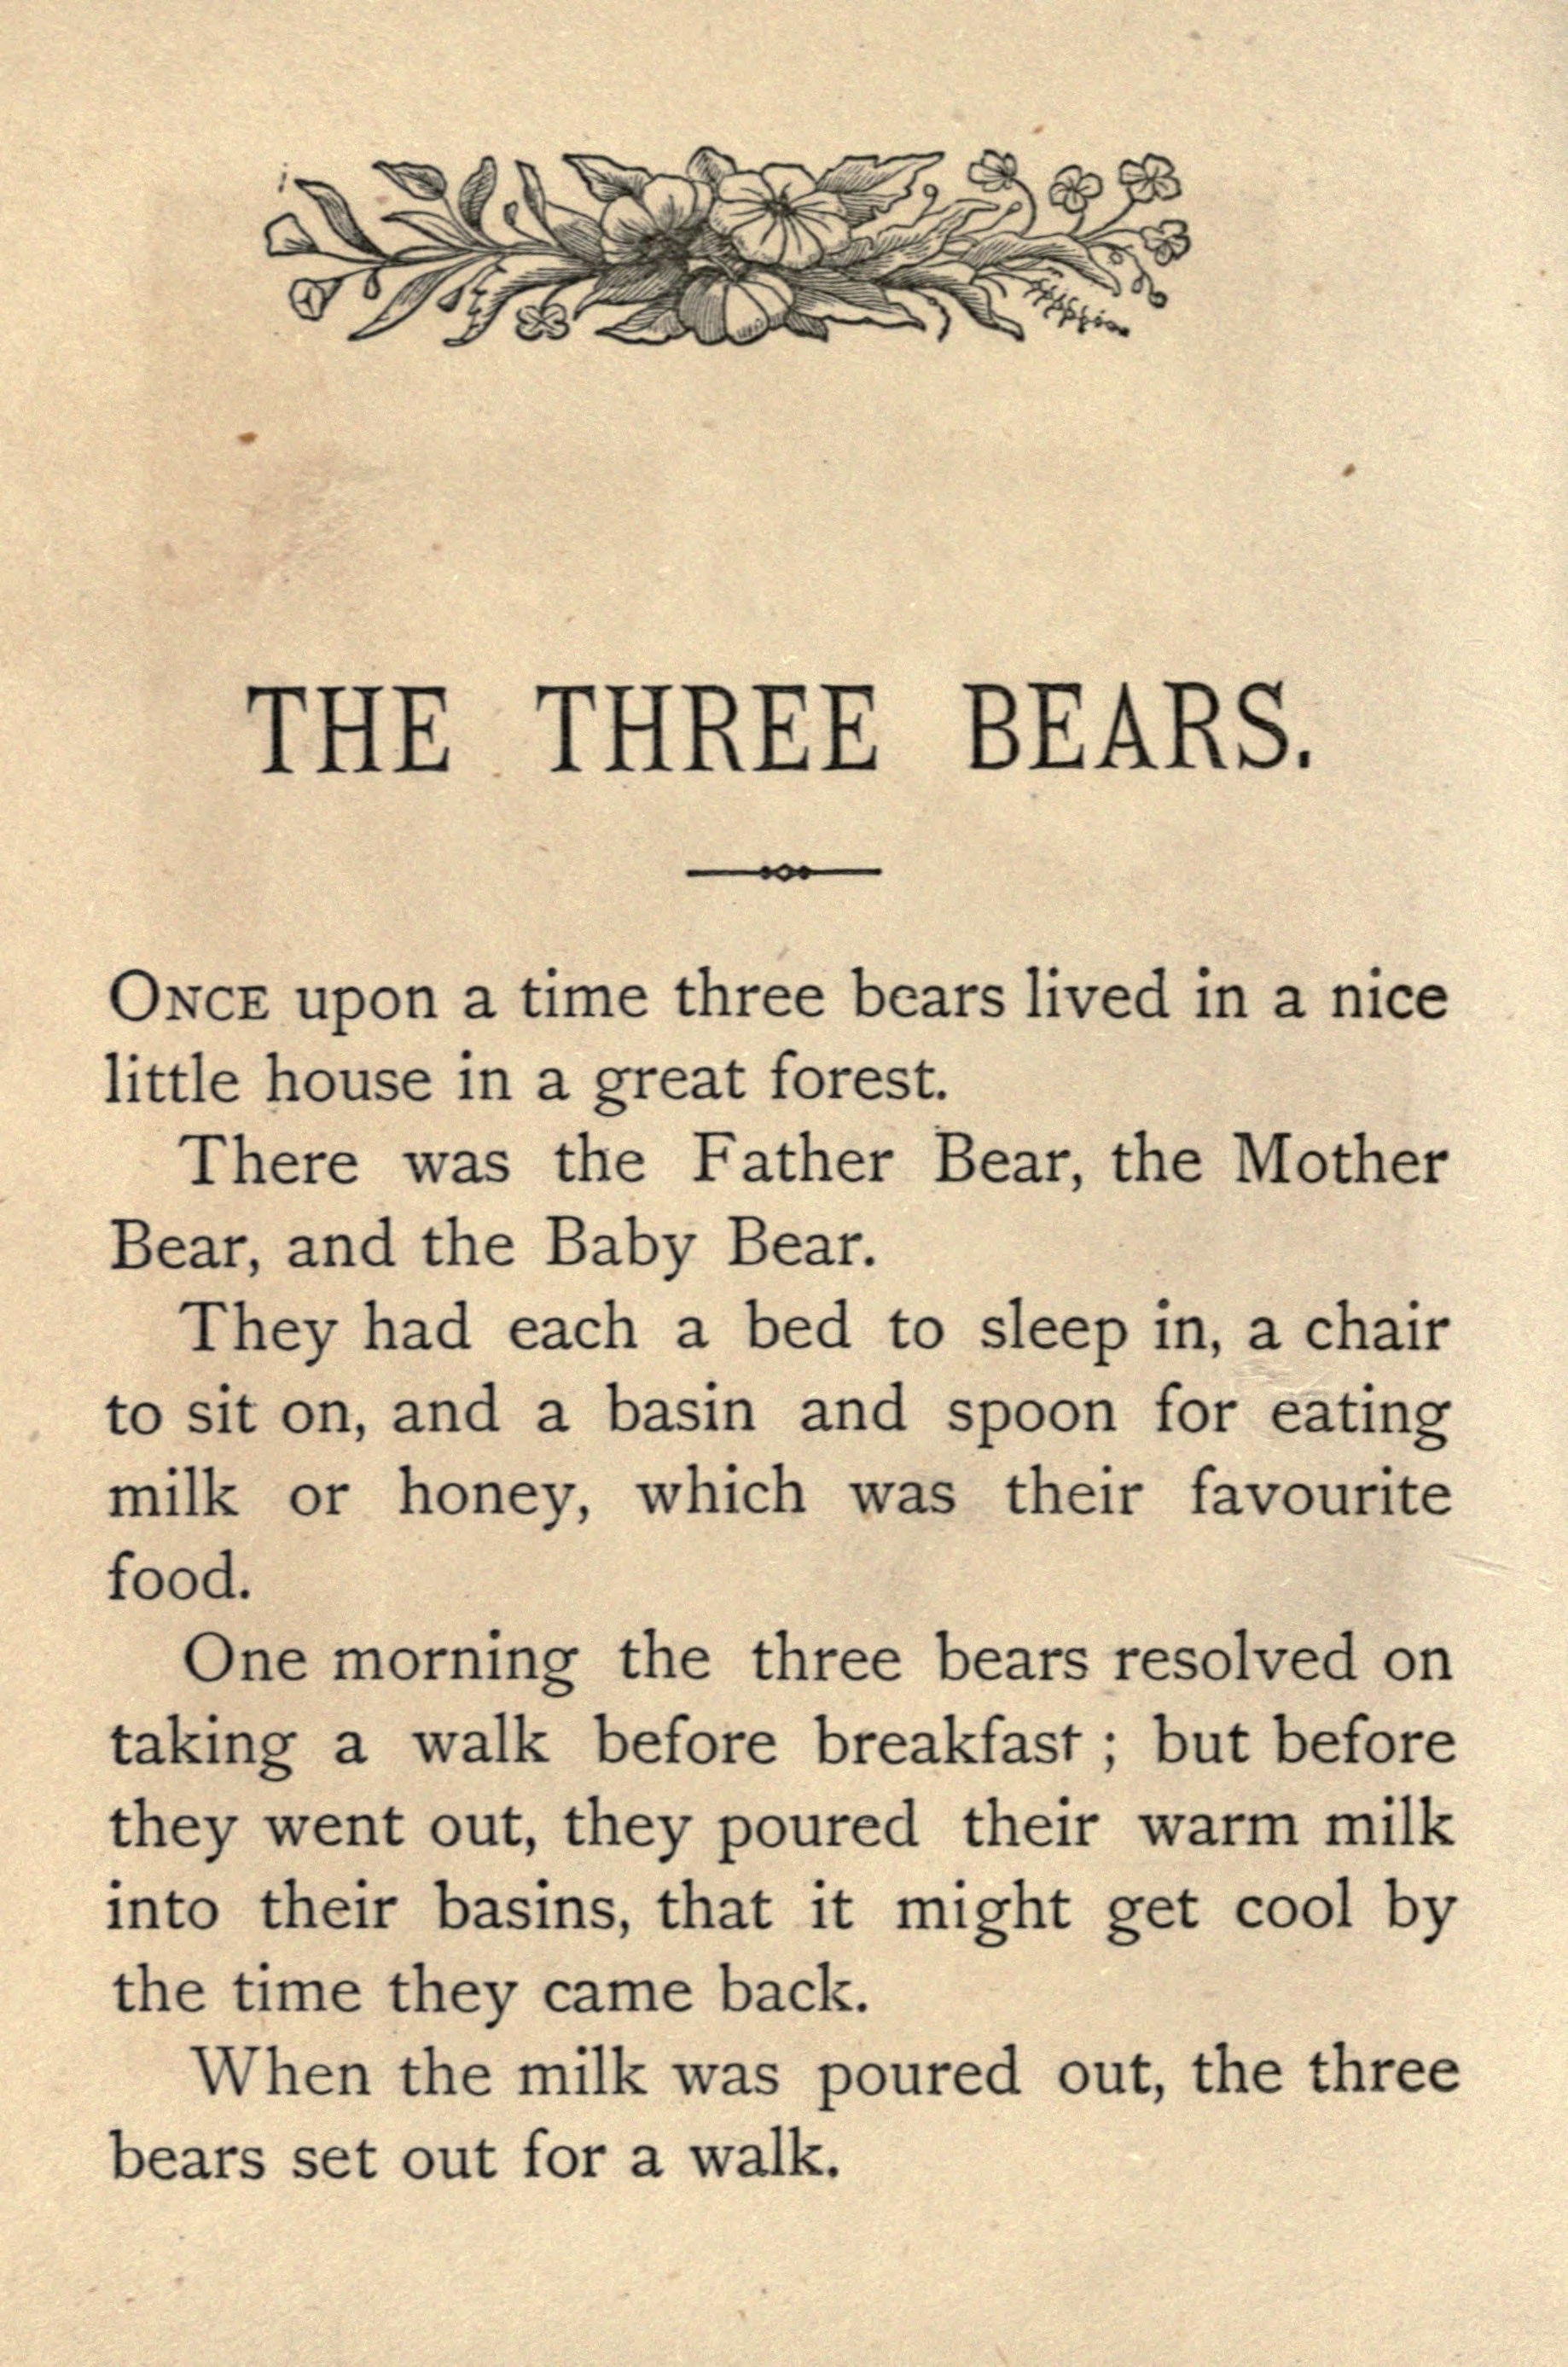 THE THREE BEARS.
ONCE upon a time three bears lived in a nice
little house in a great forest.
There was the Father Bear, the Mother
Bear, and the Baby Bear.
They had each a bed to sleep in, a chair
to sit on, and a basin and spoon for eating
milk or honey, which was their favourite
food.
One morning the three bears resolved on
taking a walk before breakfast ; but before
they went out, they poured their warm milk
into their basins, that it might get cool by
the time they came back.
When the milk was poured out, the three
bears set out for a walk.